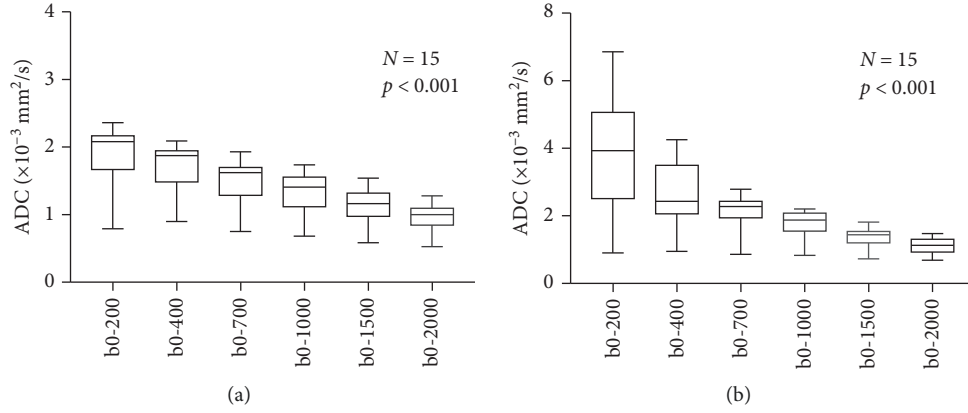 4
3
2
1
0
ADC (×10⁻³ mm²/s)
N = 15
p < 0.001
b0-200
b0-400
b0-700
b0-1000
b0-1500
b0-2000
(a)
8
6
4
2
0
ADC (×10⁻³ mm²/s)
N = 15
p < 0.001
b0-200
b0-400
b0-700
b0-1000
b0-1500
b0-2000
(b)